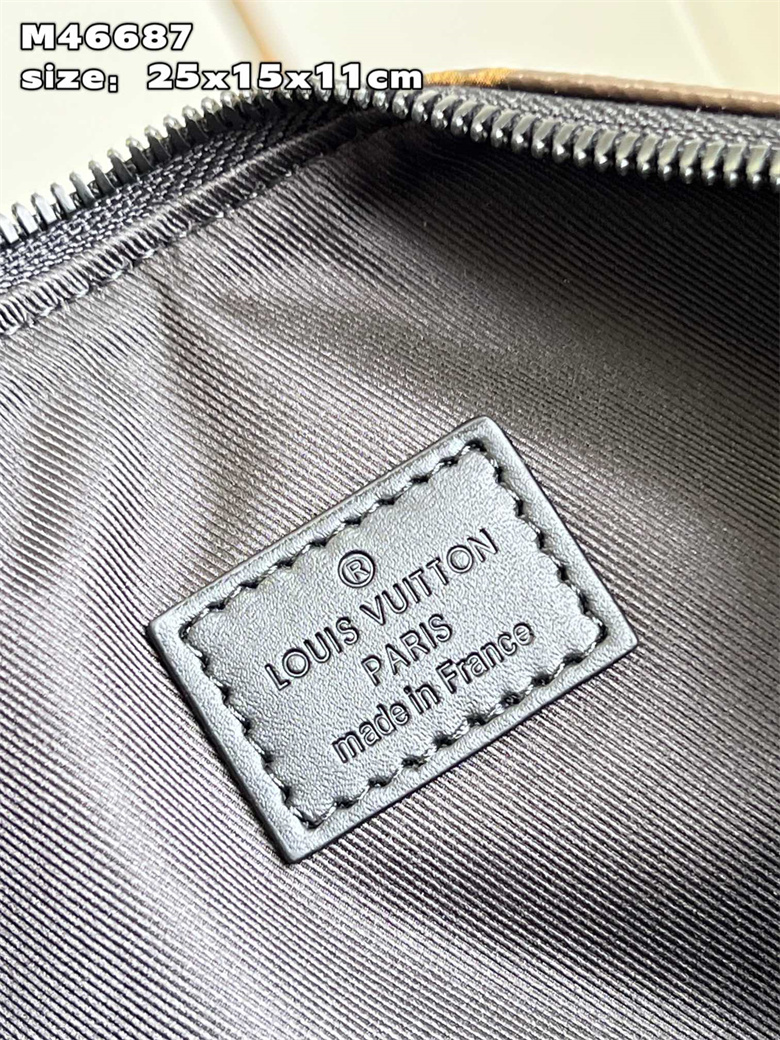 M46687
size：25x15x11cm
®
LOUIS VUITTON
PARIS
made in France